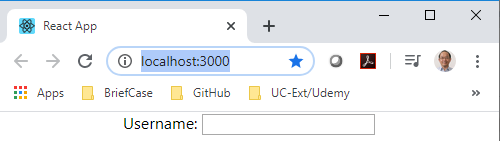 React App
localhost:3000
Apps BriefCase GitHub UC-Ext/Udemy »
Username: